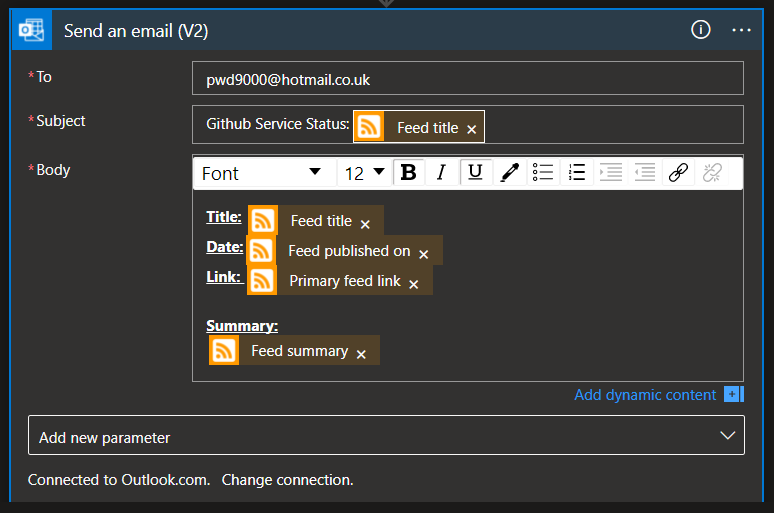 Send an email (V2)
*To
pwd9000@hotmail.co.uk
*Subject
Github Service Status: Feed title ×
*Body
Font 12 B I U
Title: Feed title ×
Date: Feed published on ×
Link: Primary feed link ×
Summary:
Feed summary ×
Add dynamic content
Add new parameter
Connected to Outlook.com. Change connection.